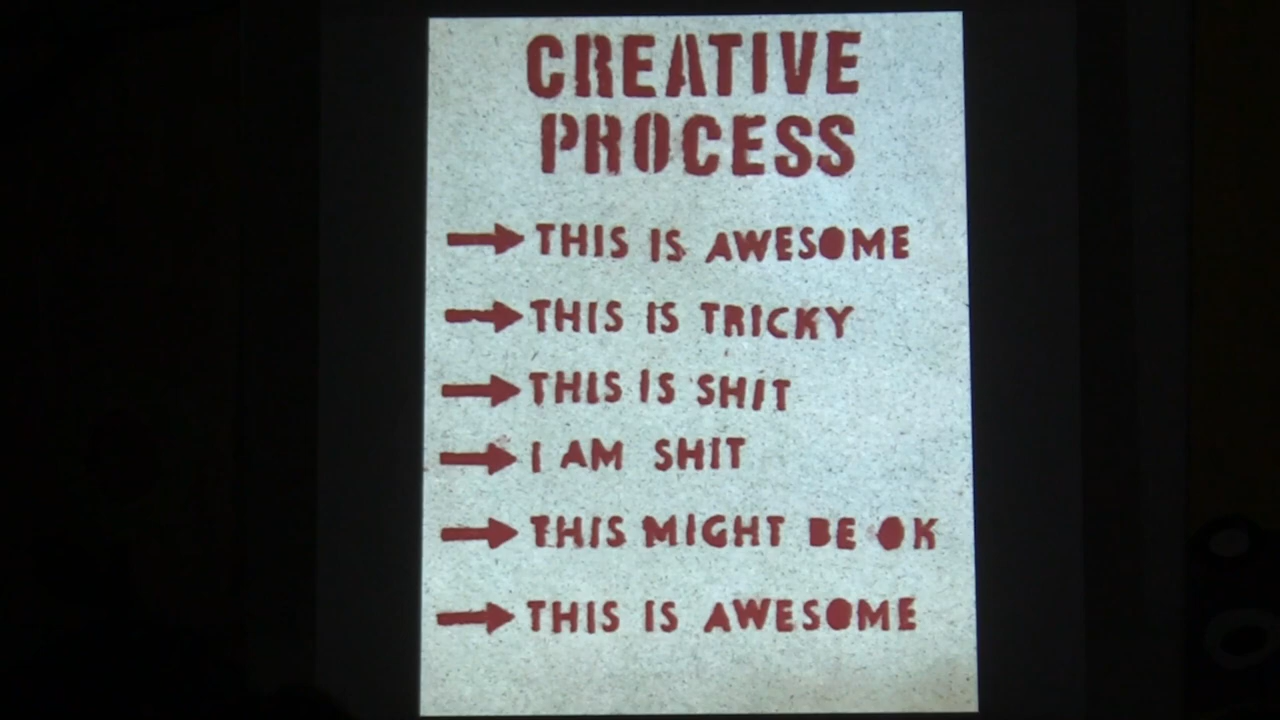 CREATIVE
PROCESS
THIS IS AWESOME
THIS IS TRICKY
THIS IS SHIT
I AM SHIT
THIS MIGHT BE OK
THIS IS AWESOME